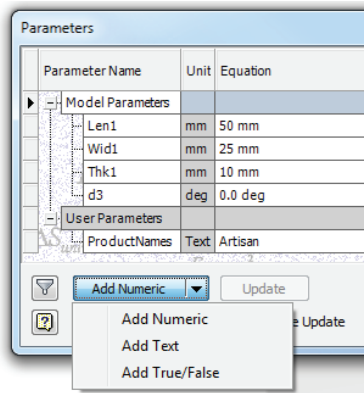 Parameters
Parameter Name Unit Equation
Model Parameters
Len1 mm 50 mm
Wid1 mm 25 mm
Thk1 mm 10 mm
d3 deg 0.0 deg
User Parameters
ProductNames Text Artisan
Add Numeric Update
Add Numeric
e Update
Add Text
Add True/False